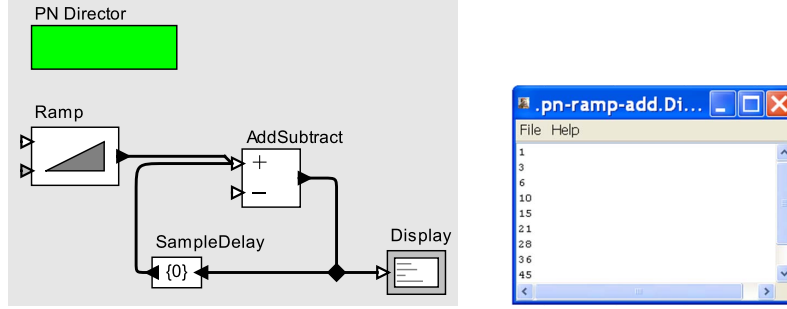 PN Director
Ramp
AddSubtract
+
−
SampleDelay
{0}
Display
.pn-ramp-add.Di...
File Help
1
3
6
10
15
21
28
36
45